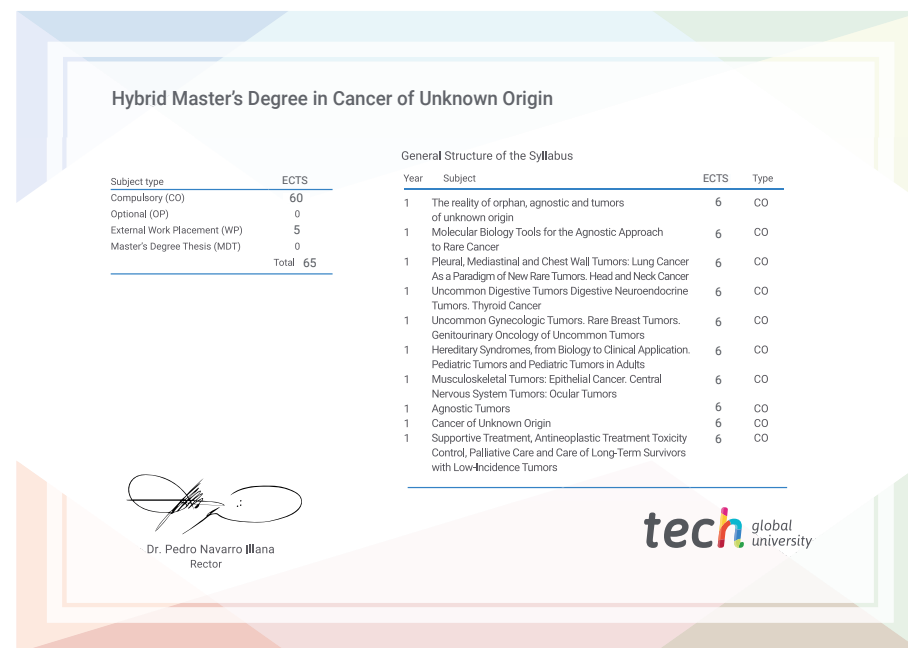 Hybrid Master's Degree in Cancer of Unknown Origin
Subject type ECTS
Compulsory (CO) 60
Optional (OP) 0
External Work Placement (WP) 5
Master's Degree Thesis (MDT) 0
Total 65
General Structure of the Syllabus
Year Subject ECTS Type
1 The reality of orphan, agnostic and tumors 6 CO
of unknown origin
1 Molecular Biology Tools for the Agnostic Approach 6 CO
to Rare Cancer
1 Pleural, Mediastinal and Chest Wall Tumors: Lung Cancer 6 CO
As a Paradigm of New Rare Tumors. Head and Neck Cancer
1 Uncommon Digestive Tumors Digestive Neuroendocrine 6 CO
Tumors. Thyroid Cancer
1 Uncommon Gynecologic Tumors. Rare Breast Tumors. 6 CO
Genitourinary Oncology of Uncommon Tumors
1 Hereditary Syndromes, from Biology to Clinical Application. 6 CO
Pediatric Tumors and Pediatric Tumors in Adults
1 Musculoskeletal Tumors: Epithelial Cancer. Central 6 CO
Nervous System Tumors: Ocular Tumors
1 Agnostic Tumors 6 CO
1 Cancer of Unknown Origin 6 CO
1 Supportive Treatment, Antineoplastic Treatment Toxicity 6 CO
Control, Palliative Care and Care of Long-Term Survivors
with Low-Incidence Tumors
Dr. Pedro Navarro Illana
Rector
tech global
university